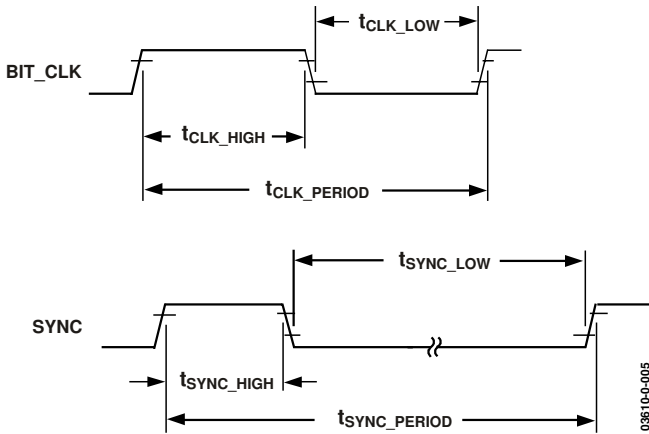 tCLK_LOW
BIT_CLK
tCLK_HIGH
tCLK_PERIOD
tSYNC_LOW
SYNC
tSYNC_HIGH
tSYNC_PERIOD
03610-0-005